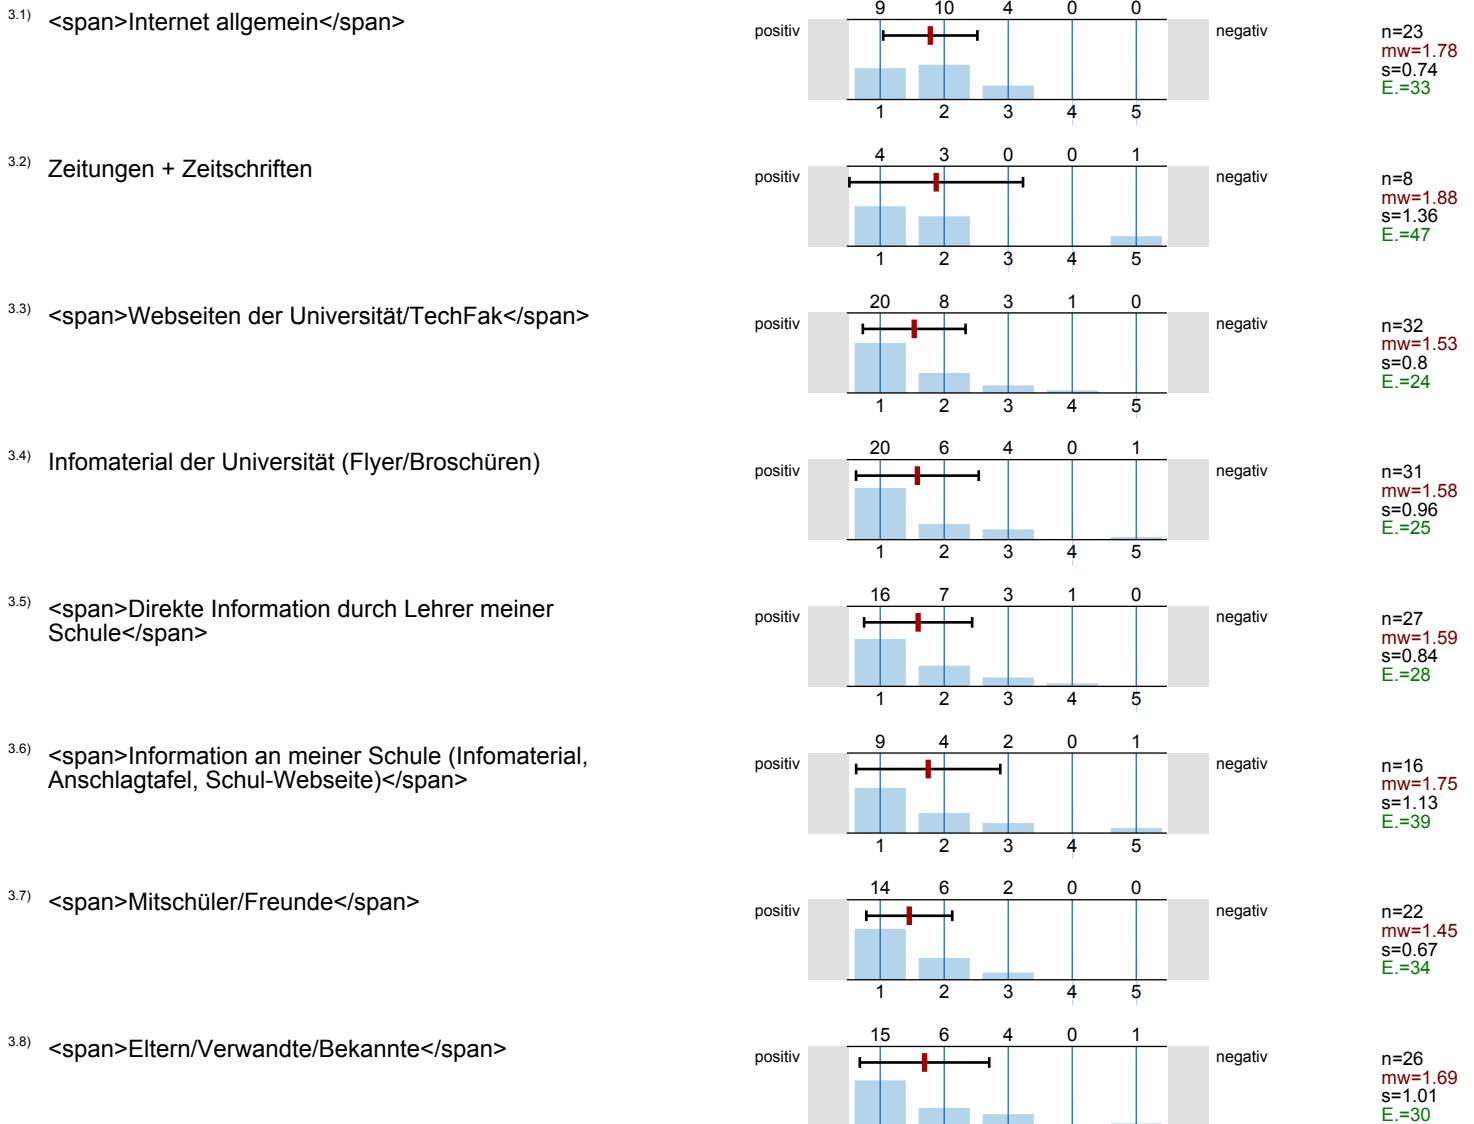 3.1) <span>Internet allgemein</span>
9 10 4 0 0
positiv negativ
1 2 3 4 5
n=23
mw=1.78
s=0.74
E.=33
3.2) Zeitungen + Zeitschriften
4 3 0 0 1
positiv negativ
1 2 3 4 5
n=8
mw=1.88
s=1.36
E.=47
3.3) <span>Webseiten der Universität/TechFak</span>
20 8 3 1 0
positiv negativ
1 2 3 4 5
n=32
mw=1.53
s=0.8
E.=24
3.4) Infomaterial der Universität (Flyer/Broschüren)
20 6 4 0 1
positiv negativ
1 2 3 4 5
n=31
mw=1.58
s=0.96
E.=25
3.5) <span>Direkte Information durch Lehrer meiner
Schule</span>
16 7 3 1 0
positiv negativ
1 2 3 4 5
n=27
mw=1.59
s=0.84
E.=28
3.6) <span>Information an meiner Schule (Infomaterial,
Anschlagtafel, Schul-Webseite)</span>
9 4 2 0 1
positiv negativ
1 2 3 4 5
n=16
mw=1.75
s=1.13
E.=39
3.7) <span>Mitschüler/Freunde</span>
14 6 2 0 0
positiv negativ
1 2 3 4 5
n=22
mw=1.45
s=0.67
E.=34
3.8) <span>Eltern/Verwandte/Bekannte</span>
15 6 4 0 1
positiv negativ
n=26
mw=1.69
s=1.01
E.=30